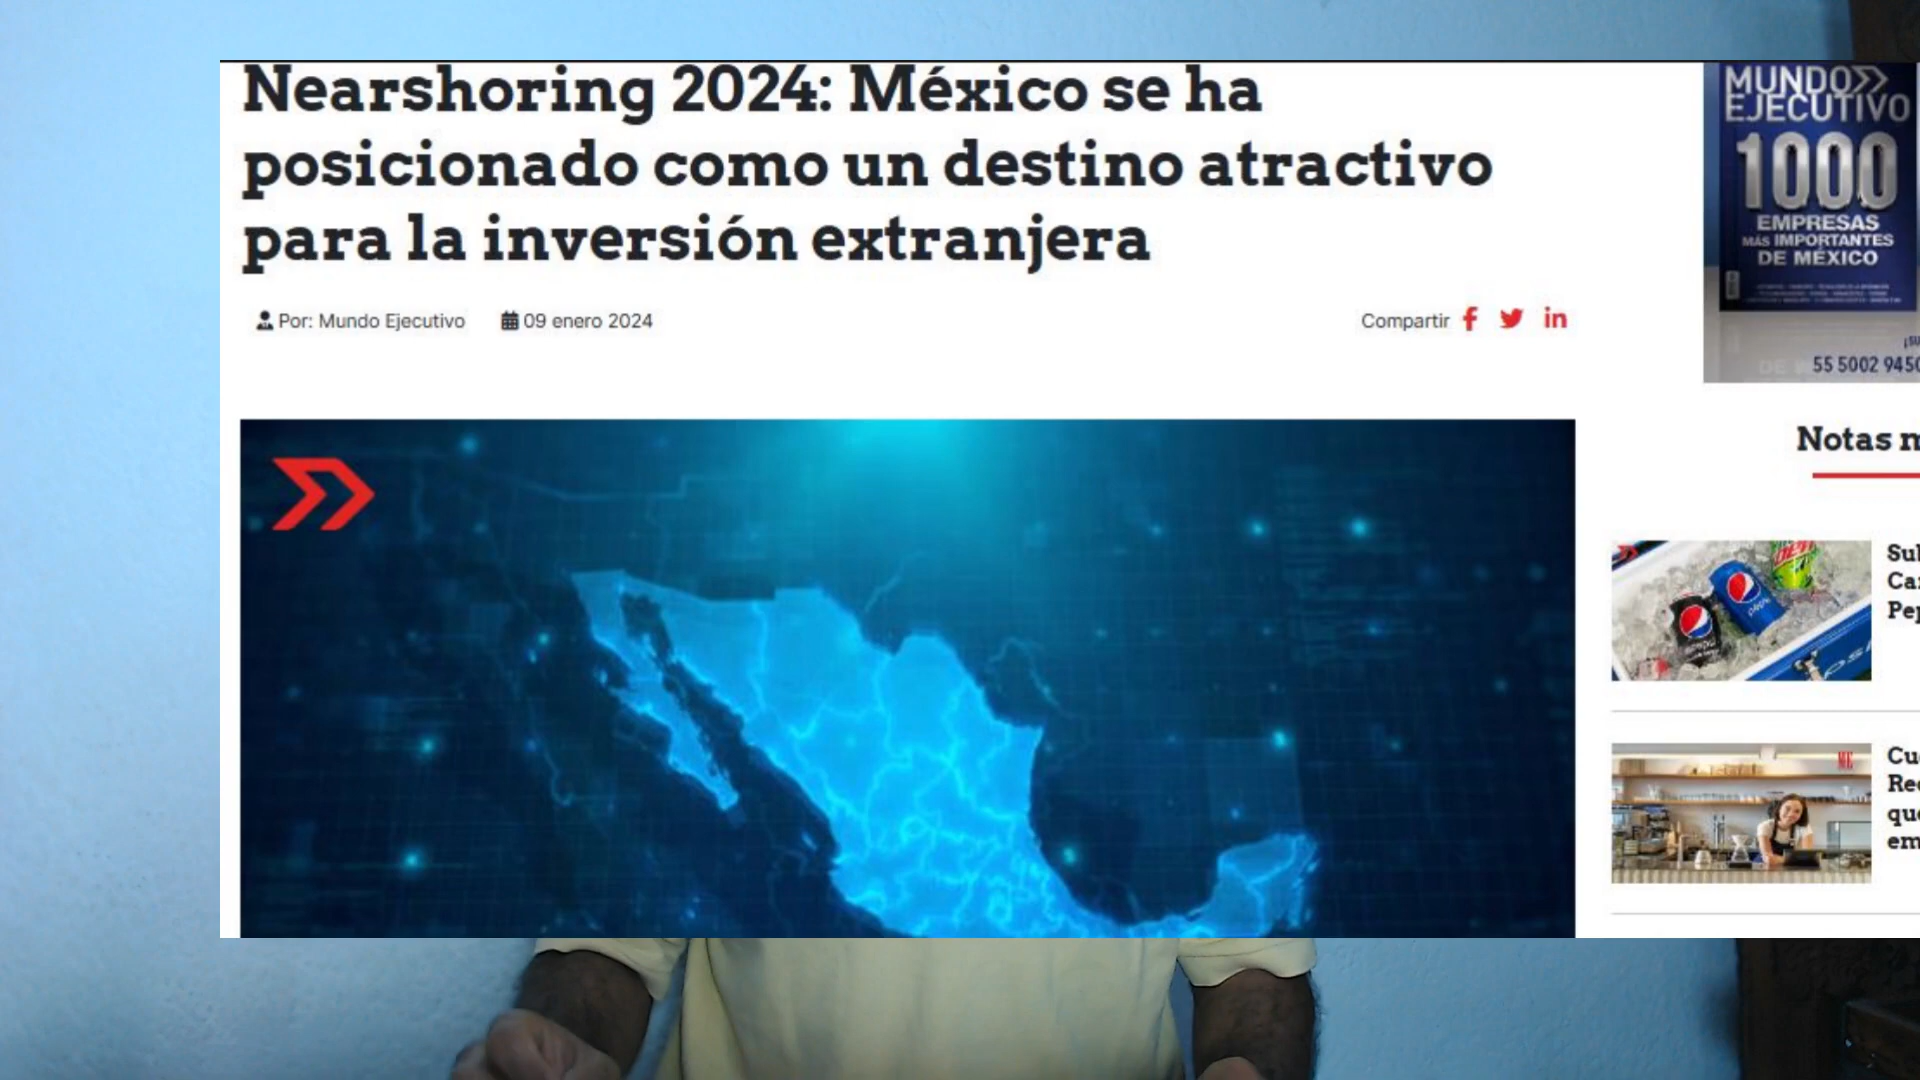 Nearshoring 2024: México se ha
posicionado como un destino atractivo
para la inversión extranjera
Por: Mundo Ejecutivo
09 enero 2024
Compartir
MUNDO
EJECUTIVO
1000
EMPRESAS
MÁS IMPORTANTES
DE MÉXICO
55 5002 945
Notas
pepsi